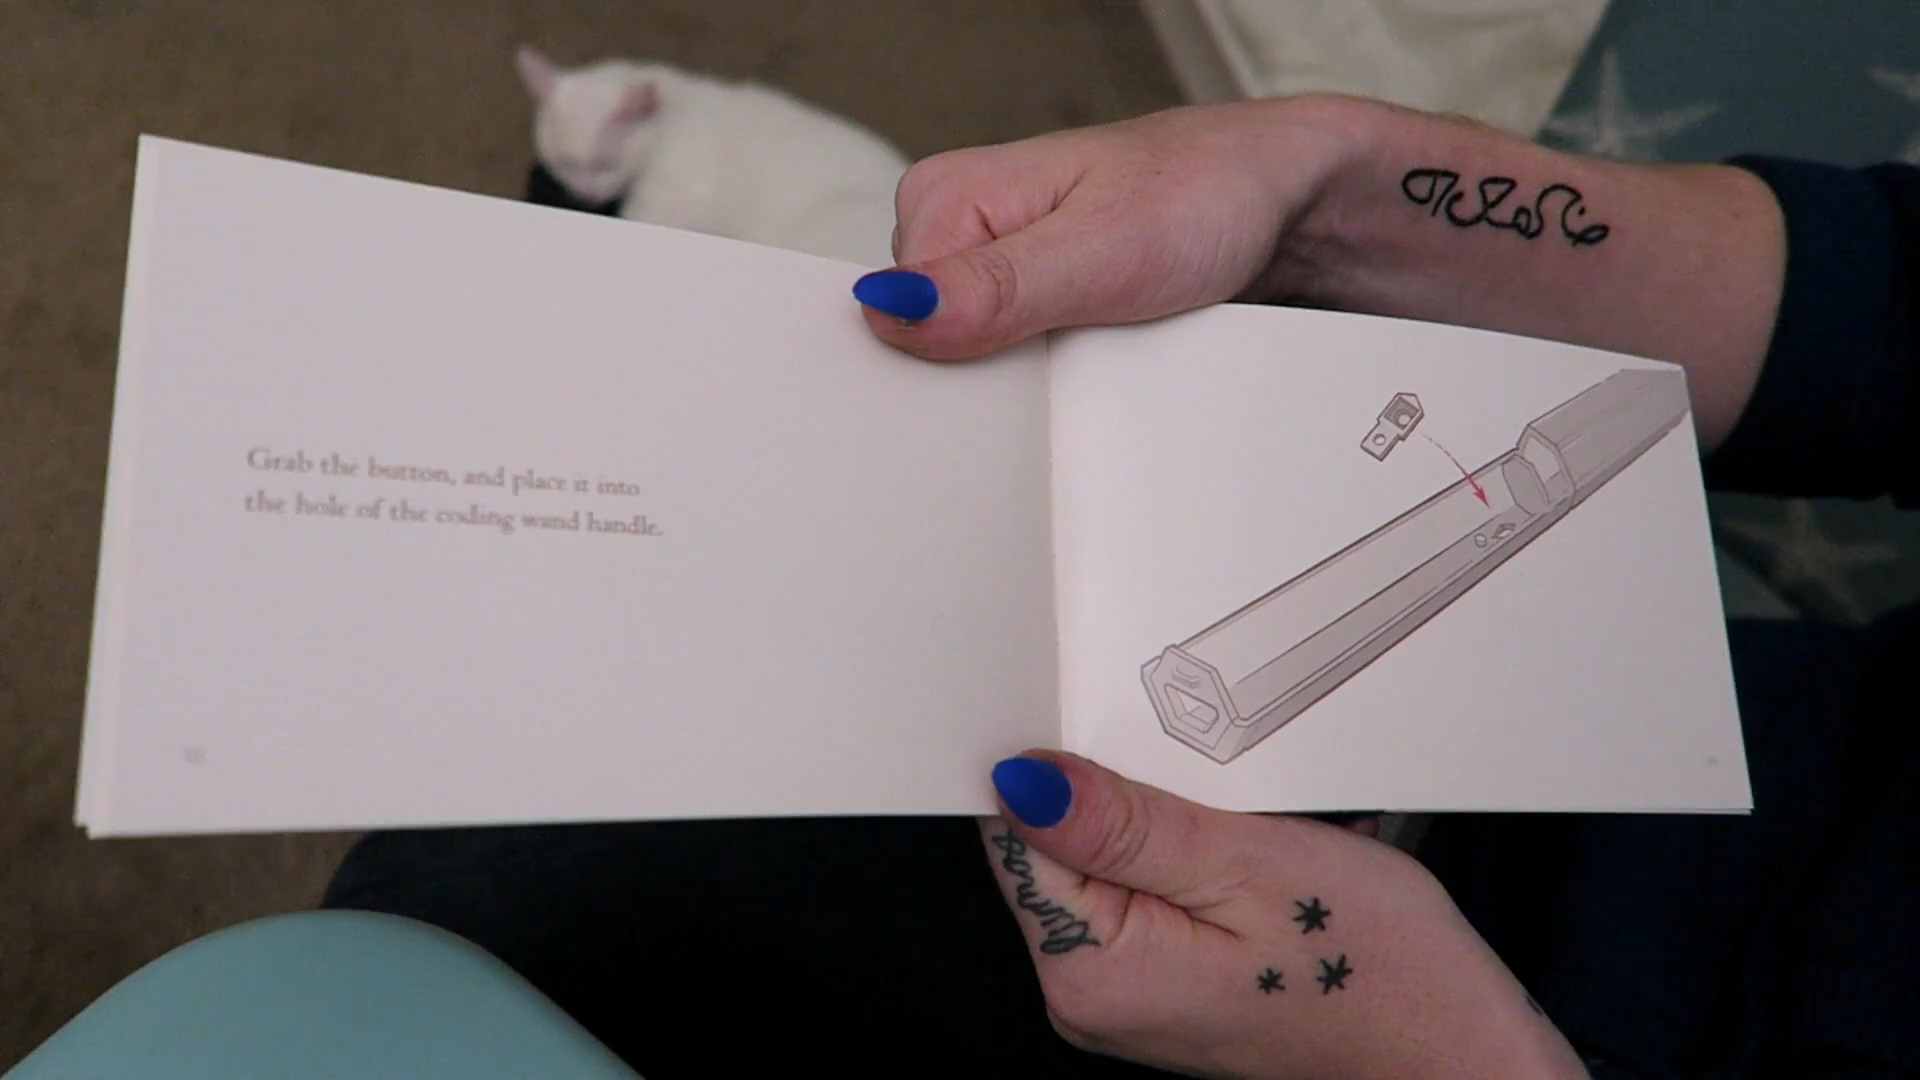 Grab the button, and place it into
the hole of the coding wand handle.